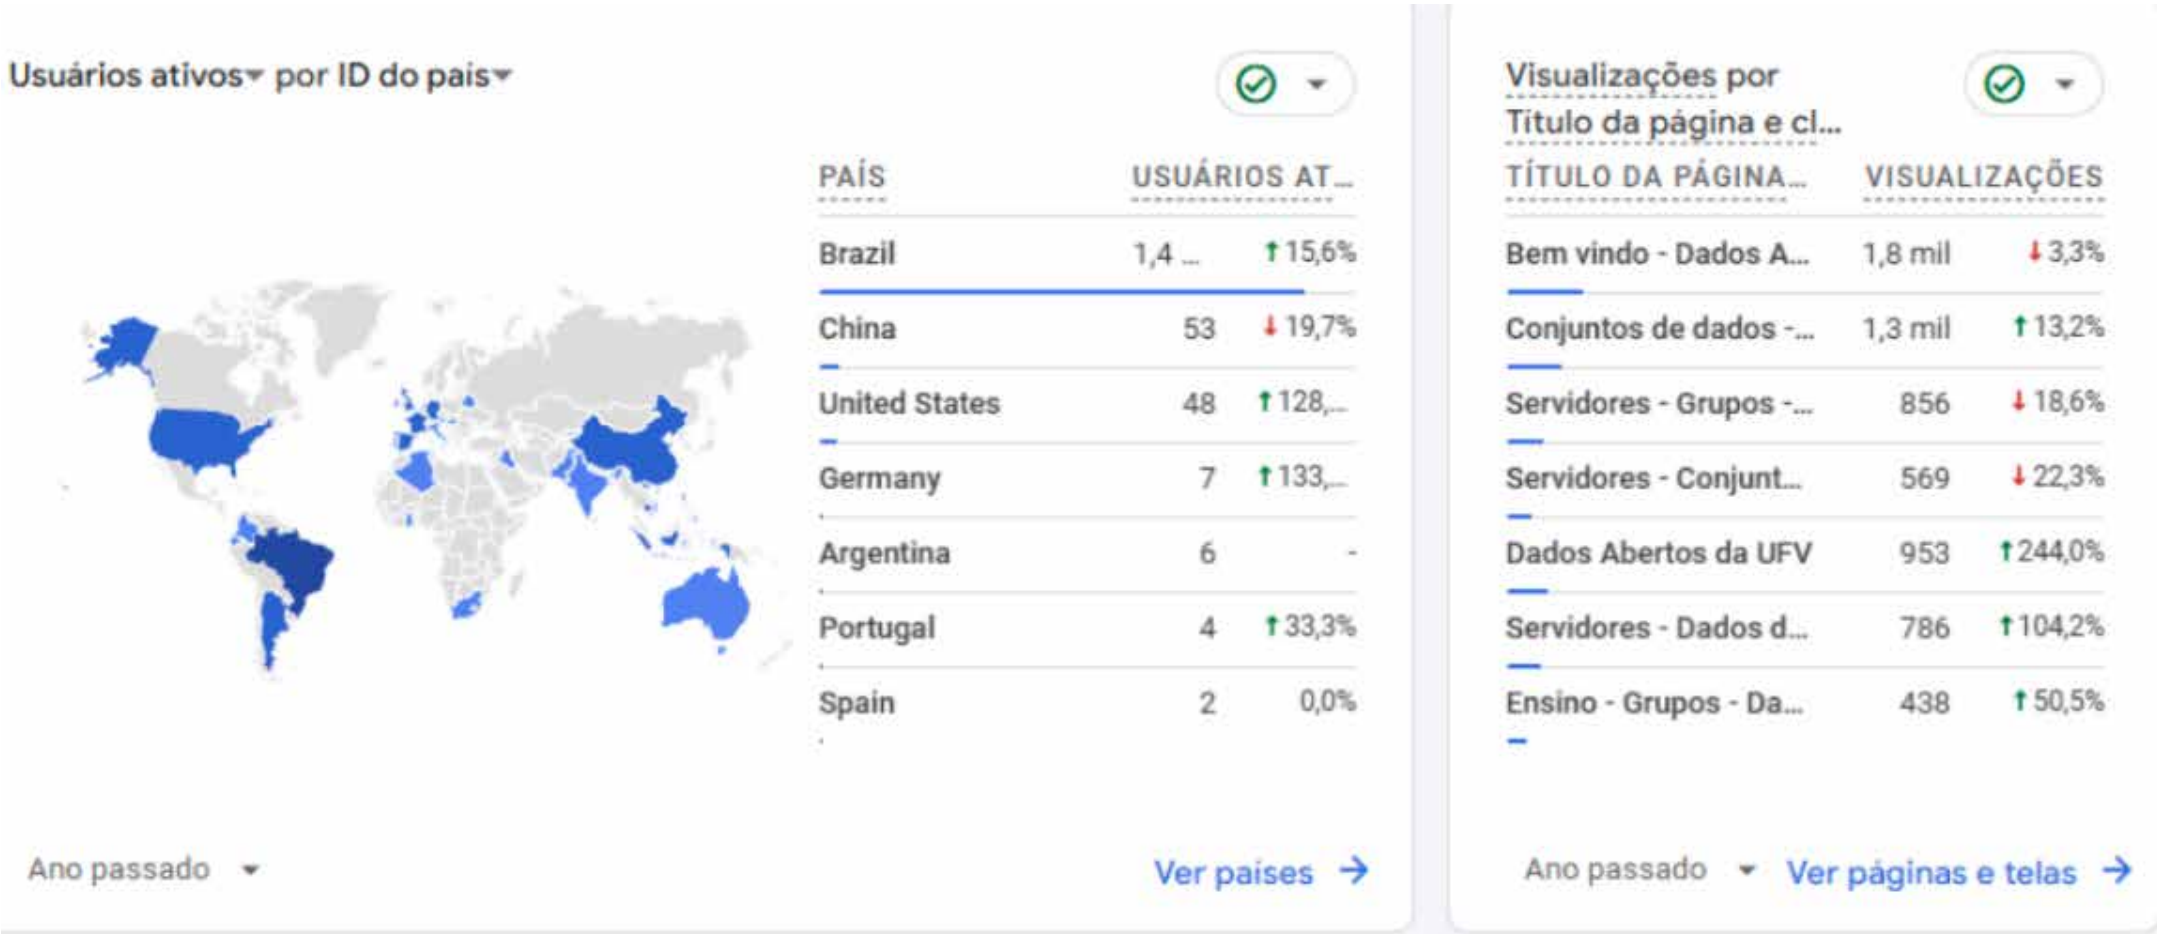 Usuários ativos por ID do país
PAÍS USUÁRIOS AT...
Brazil 1,4 ... ↑ 15,6%
China 53 ↓ 19,7%
United States 48 ↑ 128,...
Germany 7 ↑ 133,...
Argentina 6 -
Portugal 4 ↑ 33,3%
Spain 2 0,0%
Ano passado Ver países →
Visualizações por
Título da página e cl...
TÍTULO DA PÁGINA... VISUALIZAÇÕES
Bem vindo - Dados A... 1,8 mil ↓ 3,3%
Conjuntos de dados -... 1,3 mil ↑ 13,2%
Servidores - Grupos -... 856 ↓ 18,6%
Servidores - Conjunt... 569 ↓ 22,3%
Dados Abertos da UFV 953 ↑ 244,0%
Servidores - Dados d... 786 ↑ 104,2%
Ensino - Grupos - Da... 438 ↑ 50,5%
Ano passado Ver páginas e telas →